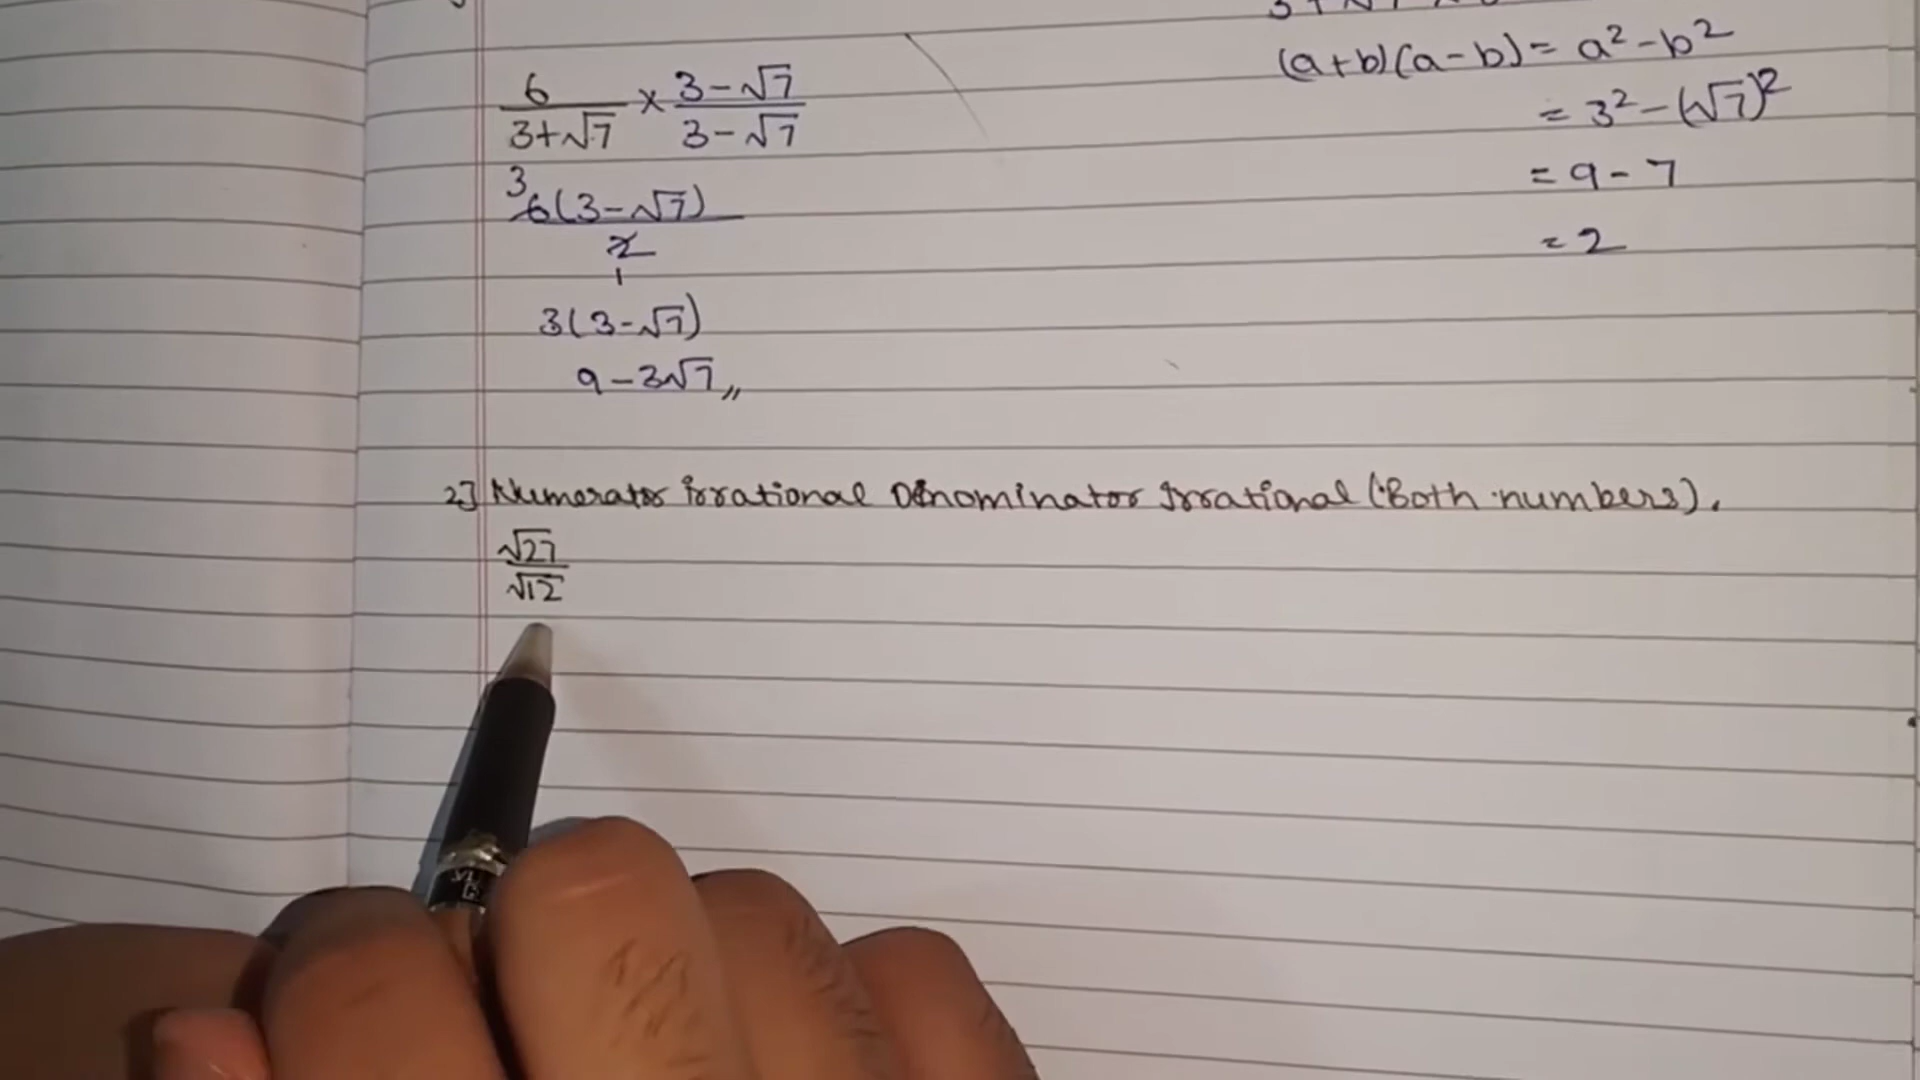 (a+b)(a-b) = a² - b²
6/3+√7 × 3-√7/3-√7
= 3² - (√7)²
= 9 - 7
3
6(3-√7)/2
1
= 2
3(3-√7)
9-3√7,,
2] Numerator irrational Denominator Irrational (Both numbers).
√27/√12